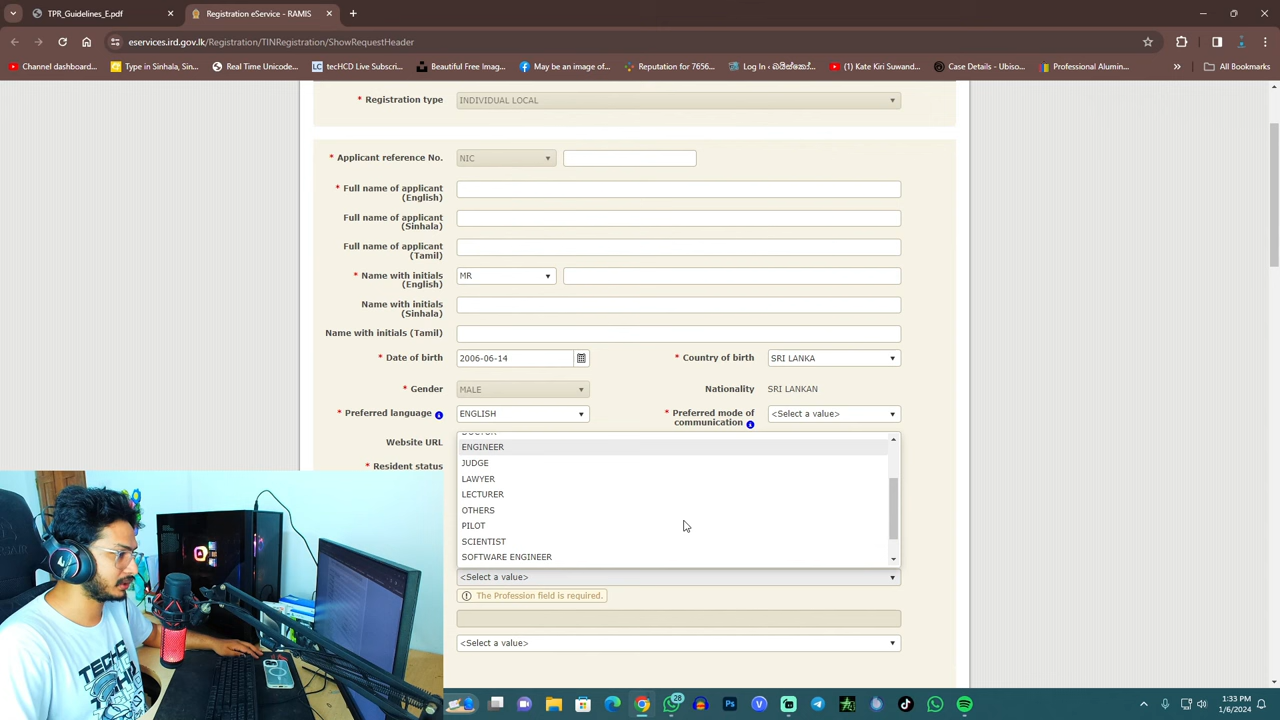 TPR_Guidelines_E.pdf
Registration eService - RAMIS
eservices.ird.gov.lk/Registration/TINRegistration/ShowRequestHeader
Channel dashboard... Type in Sinhala, Sin... Real Time Unicode... techCD Live Subscri... Beautiful Free Imag... May be an image of... Reputation for 765%... Log In ‹ (YouTube) Kate Kiri Suwand... Case Details - Ubiso... Professional Alumin... » All Bookmarks
* Registration type INDIVIDUAL LOCAL
* Applicant reference No. NIC
* Full name of applicant
(English)
Full name of applicant
(Sinhala)
Full name of applicant
(Tamil)
* Name with initials MR
(English)
Name with initials
(Sinhala)
Name with initials (Tamil)
* Date of birth 2006-06-14 * Country of birth SRI LANKA
* Gender MALE Nationality SRI LANKAN
* Preferred language ENGLISH * Preferred mode of
communication <Select a value>
Website URL
ENGINEER
* Resident status JUDGE
LAWYER
LECTURER
OTHERS
PILOT
SCIENTIST
SOFTWARE ENGINEER
<Select a value>
The Profession field is required.
<Select a value>
1:33 PM
1/6/2024